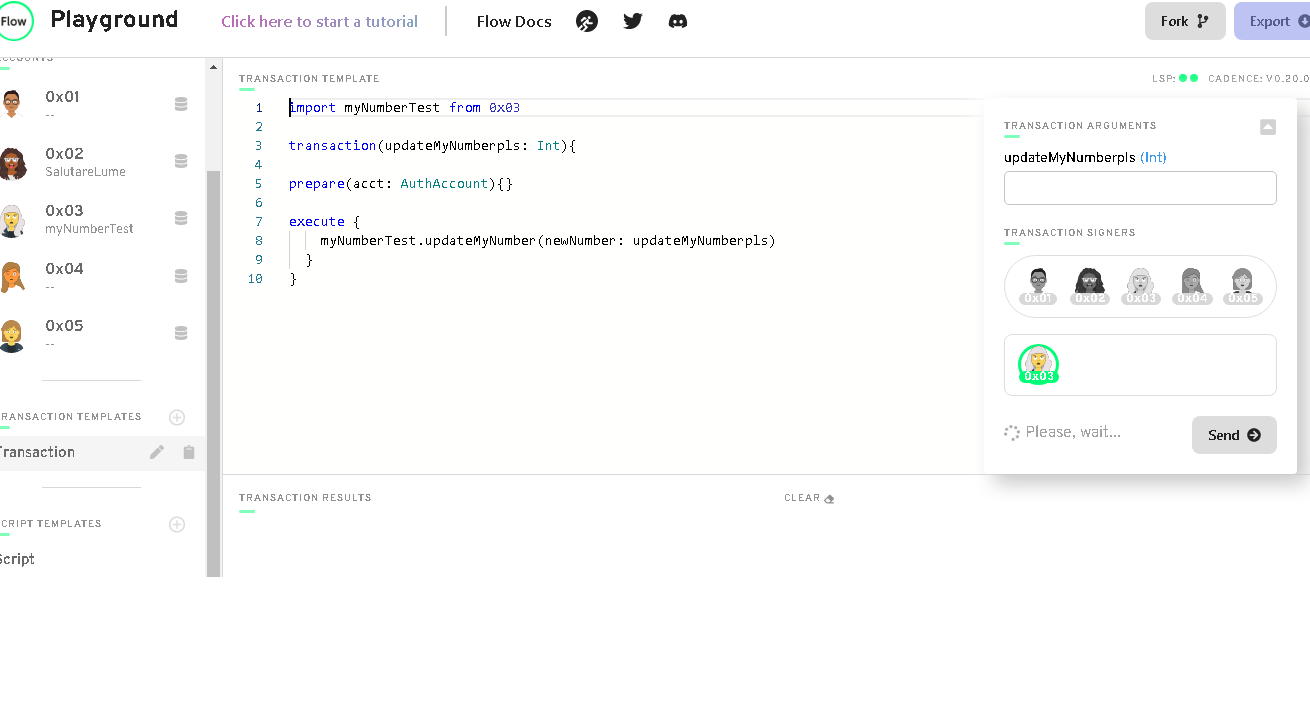 Flow Playground Click here to start a tutorial Flow Docs Fork Export
ACCOUNTS
0x01
--
0x02
SalutareLume
0x03
myNumberTest
0x04
--
0x05
--
RANSACTION TEMPLATES
Transaction
CRIPT TEMPLATES
Script
TRANSACTION TEMPLATE
LSP: CADENCE: V0.20.0
1 import myNumberTest from 0x03
2
3 transaction(updateMyNumberpls: Int){
4
5 prepare(acct: AuthAccount){}
6
7 execute {
8 myNumberTest.updateMyNumber(newNumber: updateMyNumberpls)
9 }
10 }
TRANSACTION ARGUMENTS
updateMyNumberpls (Int)
TRANSACTION SIGNERS
0x01 0x02 0x03 0x04 0x05
0x03
Please, wait... Send
TRANSACTION RESULTS CLEAR